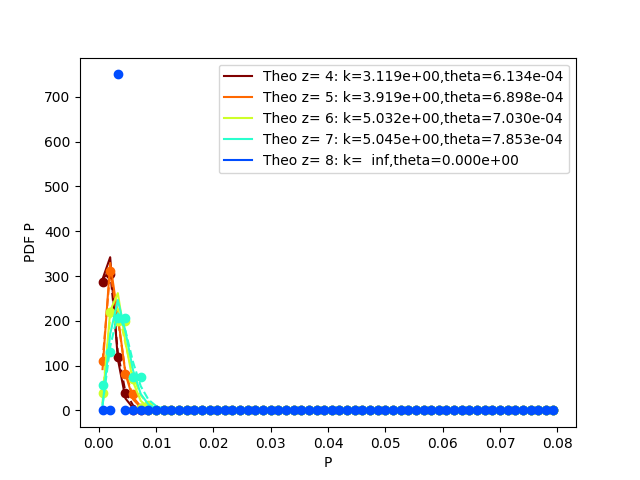 Theo z= 4: k=3.119e+00,theta=6.134e-04
Theo z= 5: k=3.919e+00,theta=6.898e-04
Theo z= 6: k=5.032e+00,theta=7.030e-04
Theo z= 7: k=5.045e+00,theta=7.853e-04
Theo z= 8: k=  inf,theta=0.000e+00
PDF P
700
600
500
400
300
200
100
0
0.00 0.01 0.02 0.03 0.04 0.05 0.06 0.07 0.08
P